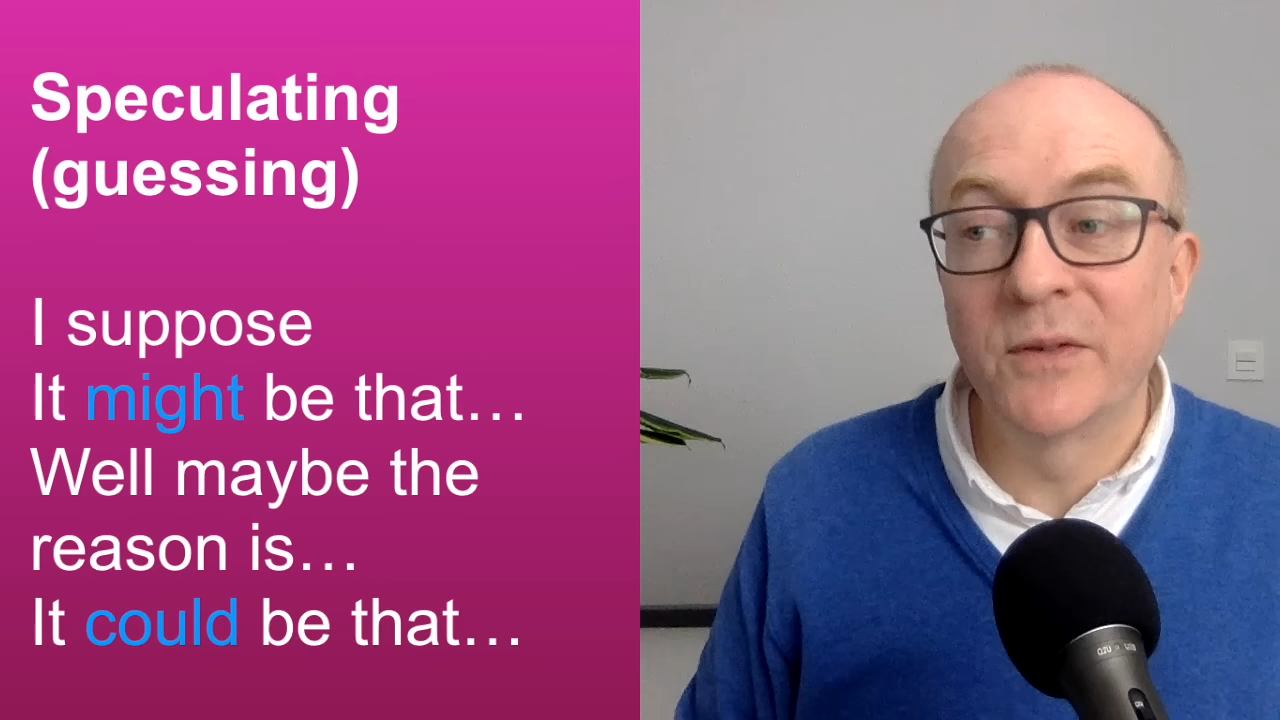 Speculating
(guessing)
I suppose
It might be that…
Well maybe the
reason is…
It could be that…